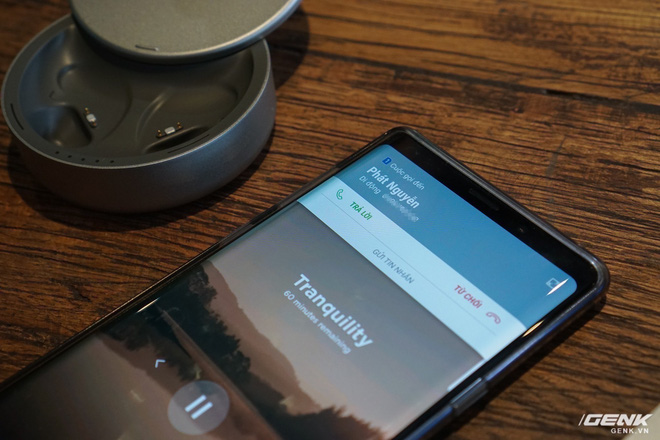 1 Cuộc gọi đến
Phát Nguyễn
Di động
TRẢ LỜI
GỬI TIN NHẮN
TỪ CHỐI
Tranquility
60 minutes remaining
GENK
GENK.VN